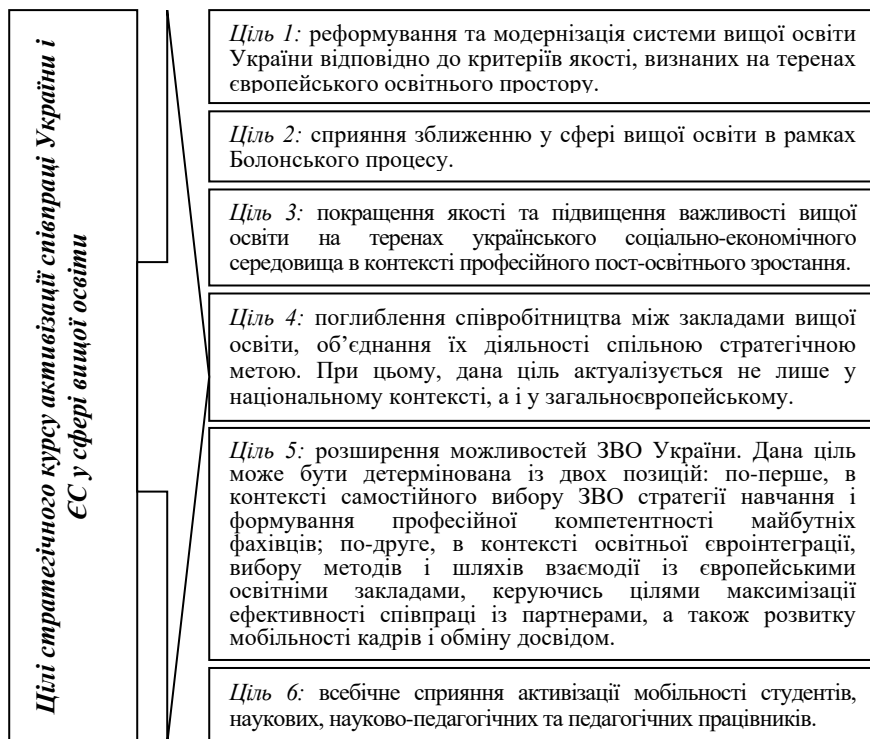 Цілі стратегічного курсу активізації співпраці України і
ЄС у сфері вищої освіти
Ціль 1: реформування та модернізація системи вищої освіти
України відповідно до критеріїв якості, визнаних на теренах
європейського освітнього простору.
Ціль 2: сприяння зближенню у сфері вищої освіти в рамках
Болонського процесу.
Ціль 3: покращення якості та підвищення важливості вищої
освіти на теренах українського соціально-економічного
середовища в контексті професійного пост-освітнього зростання.
Ціль 4: поглиблення співробітництва між закладами вищої
освіти, об’єднання їх діяльності спільною стратегічною
метою. При цьому, дана ціль актуалізується не лише у
національному контексті, а і у загальноєвропейському.
Ціль 5: розширення можливостей ЗВО України. Дана ціль
може бути детермінована із двох позицій: по-перше, в
контексті самостійного вибору ЗВО стратегії навчання і
формування професійної компетентності майбутніх
фахівців; по-друге, в контексті освітньої євроінтеграції,
вибору методів і шляхів взаємодії із європейськими
освітніми закладами, керуючись цілями максимізації
ефективності співпраці із партнерами, а також розвитку
мобільності кадрів і обміну досвідом.
Ціль 6: всебічне сприяння активізації мобільності студентів,
наукових, науково-педагогічних та педагогічних працівників.